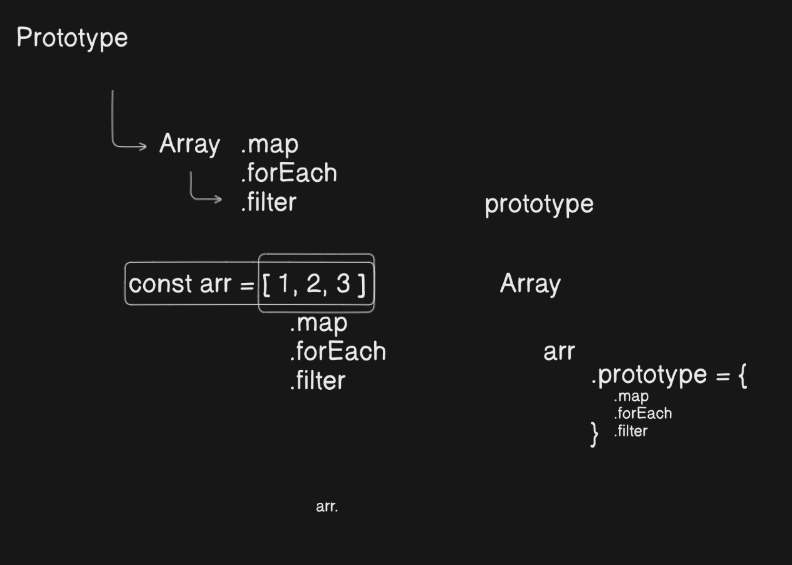 Prototype
Array .map
.forEach
.filter
prototype
const arr = [ 1, 2, 3 ]
Array
.map
.forEach
.filter
arr
.prototype = {
.map
.forEach
} .filter
arr.